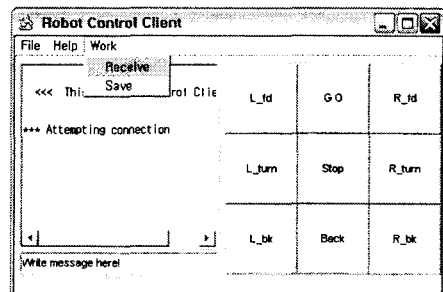 Robot Control Client
File Help Work
Receive
Save
<<< Thi rol Clie
*** Attempting connection
L_fd GO R_fd
L_turn Stop R_turn
L_bk Back R_bk
Write message here!